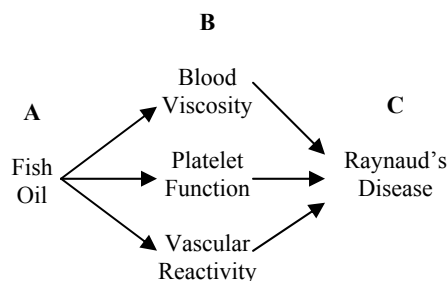 B
Blood
Viscosity
A
C
Fish
Oil
Platelet
Function
Raynaud's
Disease
Vascular
Reactivity